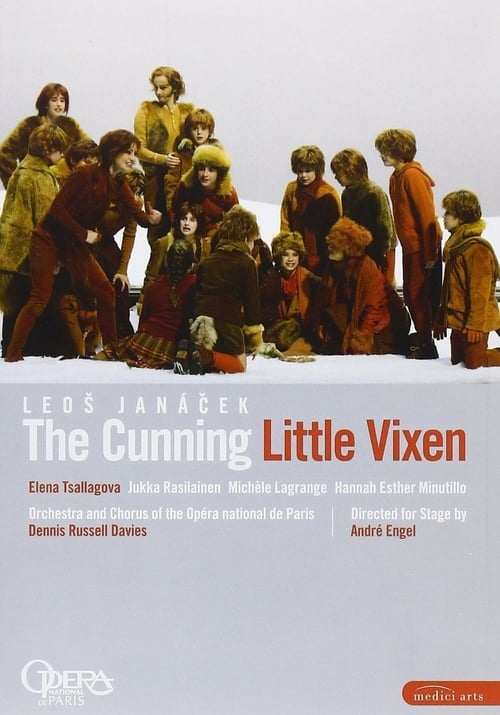 LEOŠ JANÁČEK
The Cunning Little Vixen
Elena Tsallagova Jukka Rasilainen Michèle Lagrange Hannah Esther Minutillo
Orchestra and Chorus of the Opéra national de Paris
Dennis Russell Davies
Directed for Stage by
André Engel
OPERA
NATIONAL
DE PARIS
medici arts